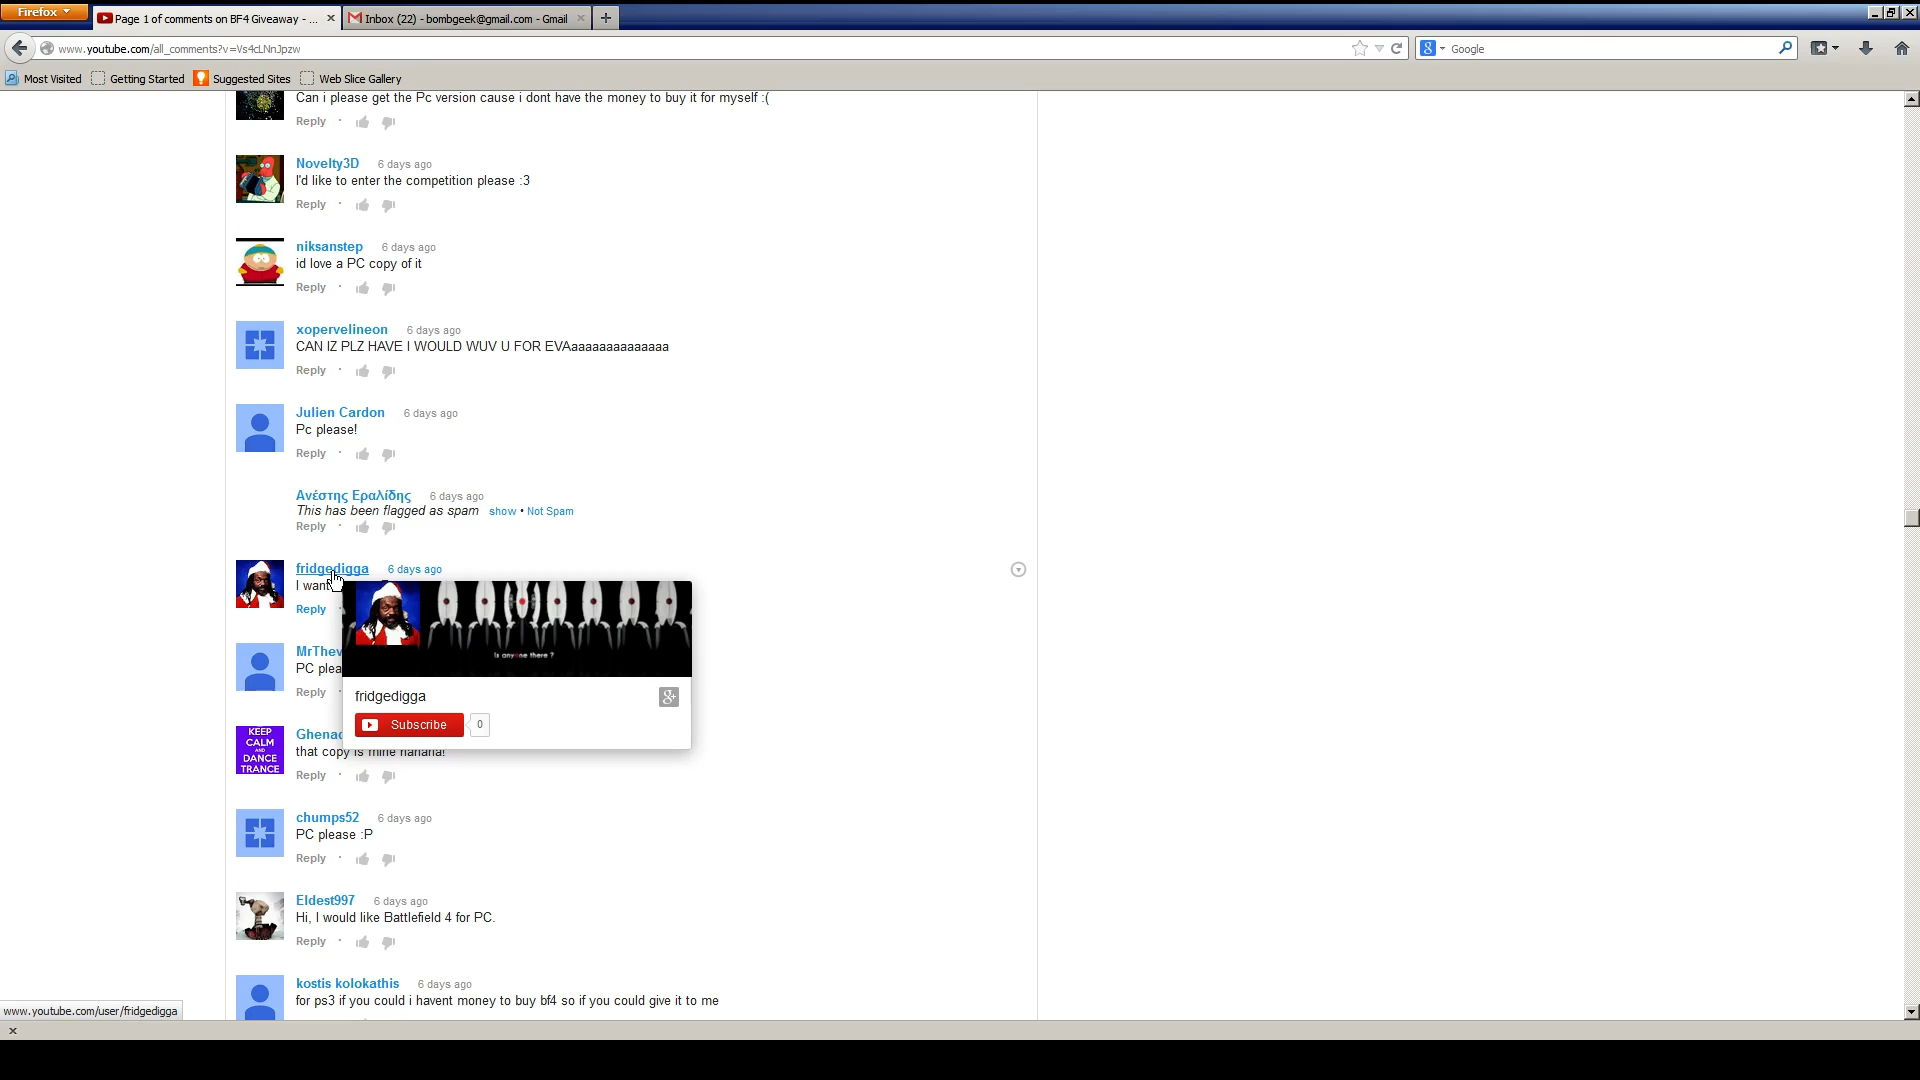 Firefox
Page 1 of comments on BF4 Giveaway - ...
Inbox (22) - bombgeek@gmail.com - Gmail
www.youtube.com/all_comments?v=Vs4cLNnJpzw
Google
Most Visited
Getting Started
Suggested Sites
Web Slice Gallery
Can i please get the Pc version cause i dont have the money to buy it for myself :(
Reply
Novelty3D 6 days ago
I'd like to enter the competition please :3
Reply
niksanstep 6 days ago
id love a PC copy of it
Reply
xopervelineon 6 days ago
CAN IZ PLZ HAVE I WOULD WUV U FOR EVAaaaaaaaaaaaaaa
Reply
Julien Cardon 6 days ago
Pc please!
Reply
Ανέστης Εραλίδης 6 days ago
This has been flagged as spam show • Not Spam
Reply
fridgedigga 6 days ago
I want
Reply
Is anyone there ?
fridgedigga
Subscribe 0
MrThev
PC plea
Reply
KEEP
CALM
AND
DANCE
TRANCE
Ghenad
that copy is mine hahaha!
Reply
chumps52 6 days ago
PC please :P
Reply
Eldest997 6 days ago
Hi, I would like Battlefield 4 for PC.
Reply
kostis kolokathis 6 days ago
for ps3 if you could i havent money to buy bf4 so if you could give it to me
www.youtube.com/user/fridgedigga